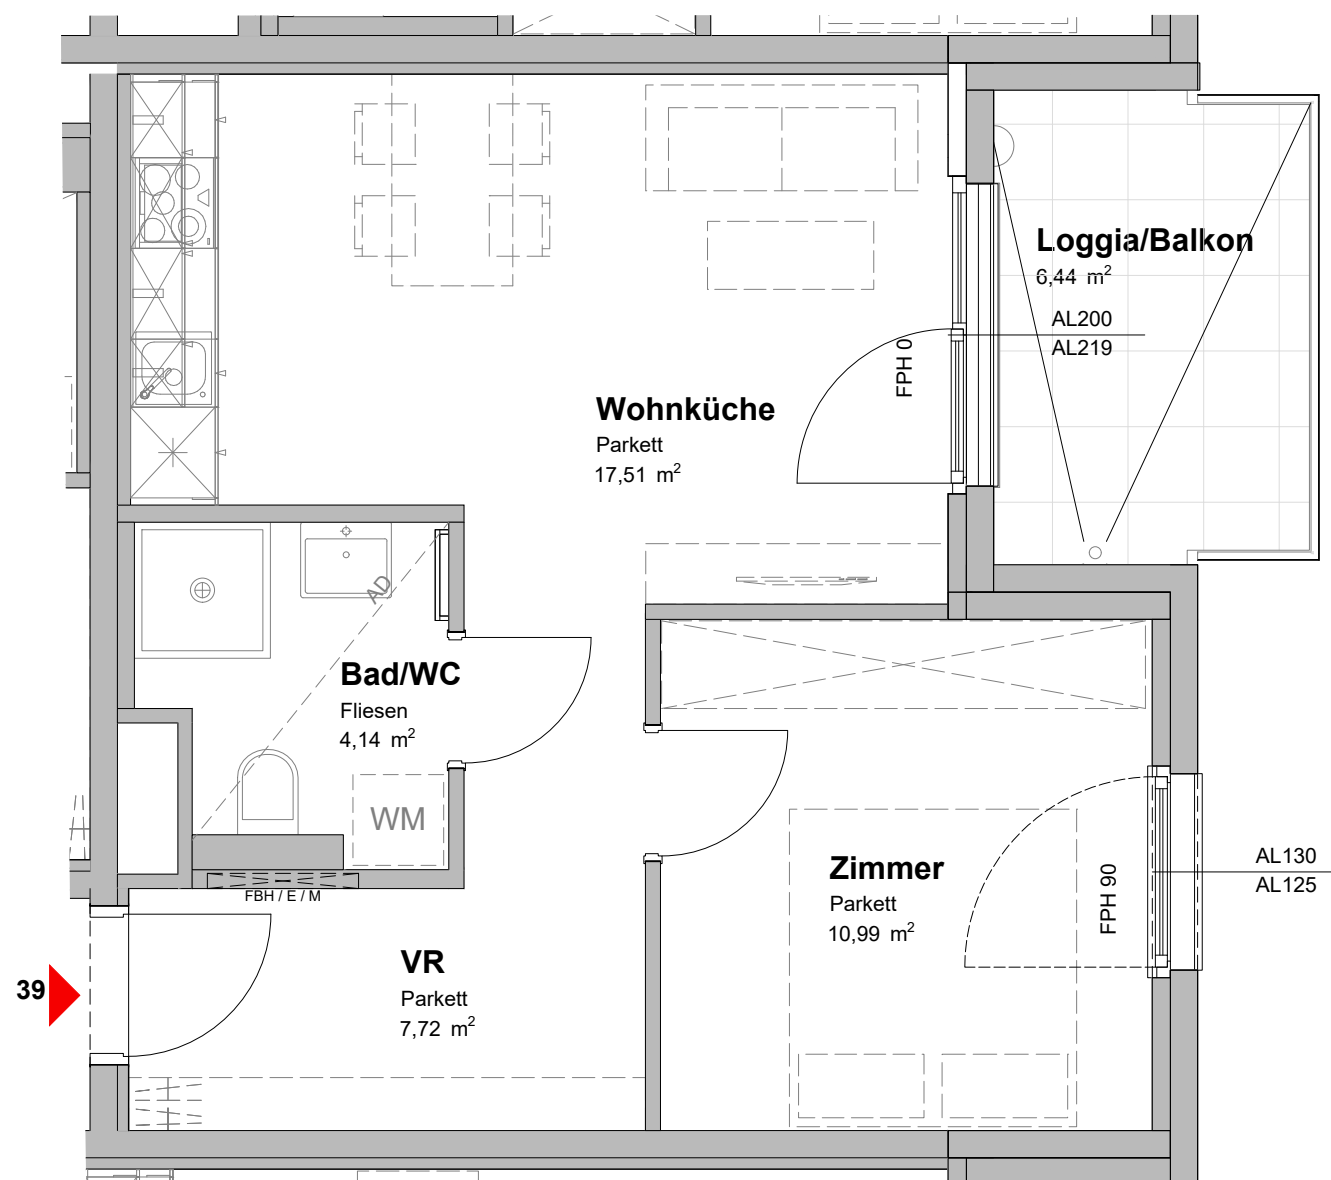 Loggia/Balkon
6,44 m²
AL200
AL219
FPH 0
Wohnküche
Parkett
17,51 m²
AD
Bad/WC
Fliesen
4,14 m²
WM
FBH / E / M
Zimmer
Parkett
10,99 m²
FPH 90
AL130
AL125
VR
Parkett
7,72 m²
39